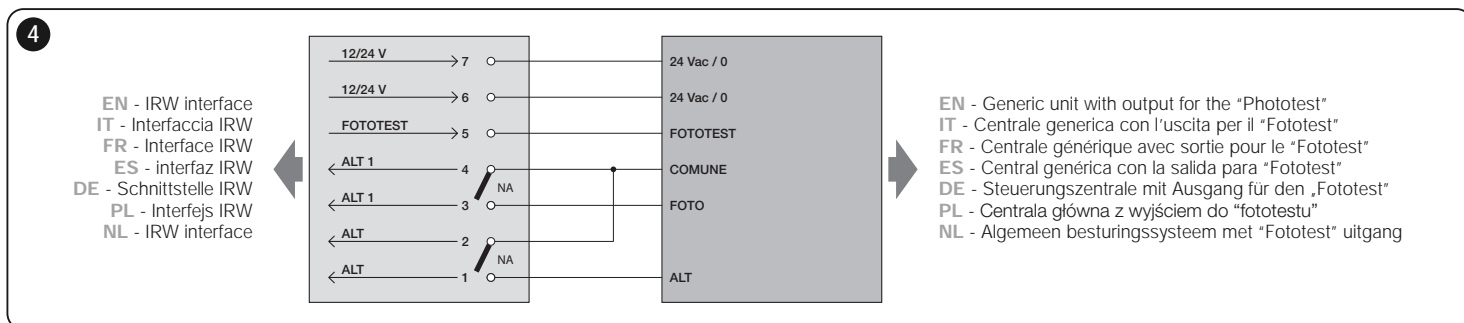 4
EN - IRW interface
IT - Interfaccia IRW
FR - Interface IRW
ES - interfaz IRW
DE - Schnittstelle IRW
PL - Interfejs IRW
NL - IRW interface
12/24 V
7
12/24 V
6
FOTOTEST
5
ALT 1
4
NA
ALT 1
3
ALT
2
NA
ALT
1
24 Vac / 0
24 Vac / 0
FOTOTEST
COMUNE
FOTO
ALT
EN - Generic unit with output for the "Phototest"
IT - Centrale generica con l'uscita per il "Fototest"
FR - Centrale générique avec sortie pour le "Fototest"
ES - Central genérica con la salida para "Fototest"
DE - Steuerungszentrale mit Ausgang für den „Fototest"
PL - Centrala główna z wyjściem do “fototestu”
NL - Algemeen besturingssysteem met "Fototest" uitgang